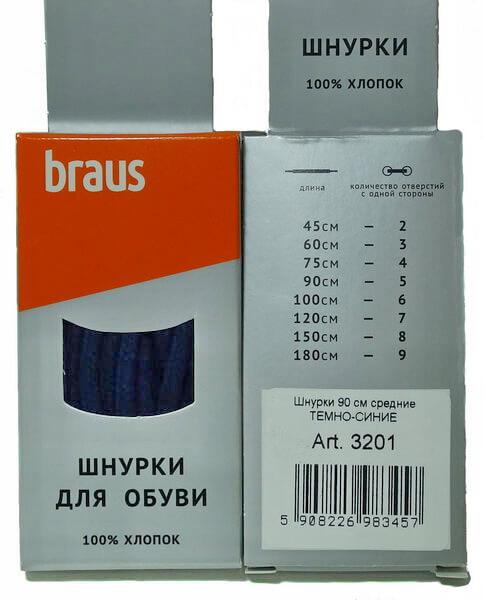 braus
ШНУРКИ
ДЛЯ ОБУВИ
100% ХЛОПОК
ШНУРКИ
100% ХЛОПОК
длина количество отверстий
с одной стороны
45см – 2
60см – 3
75см – 4
90см – 5
100см – 6
120см – 7
150см – 8
180см – 9
Шнурки 90 см средние
ТЕМНО-СИНИЕ
Art. 3201
5 908226 983457